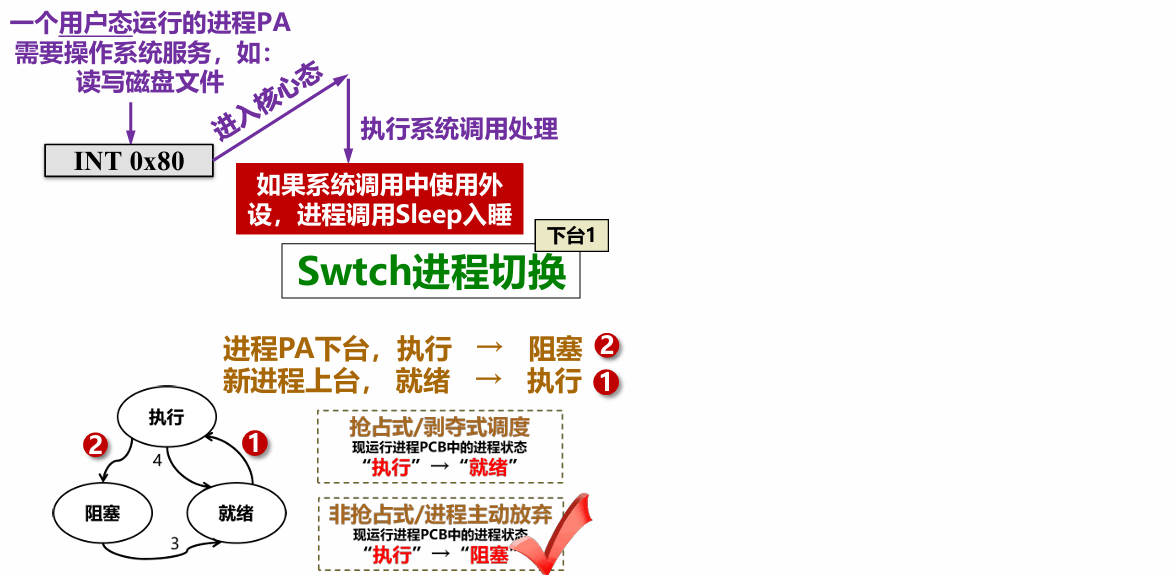 一个用户态运行的进程PA
需要操作系统服务，如：
读写磁盘文件
进入核心态
执行系统调用处理
INT 0x80
如果系统调用中使用外
设，进程调用Sleep入睡
下台1
Swtch进程切换
进程PA下台，执行 → 阻塞 2
新进程上台， 就绪 → 执行 1
执行
2
1
4
阻塞
就绪
3
抢占式/剥夺式调度
现运行进程PCB中的进程状态
“执行” → “就绪”
非抢占式/进程主动放弃
现运行进程PCB中的进程状态
“执行” → “阻塞”